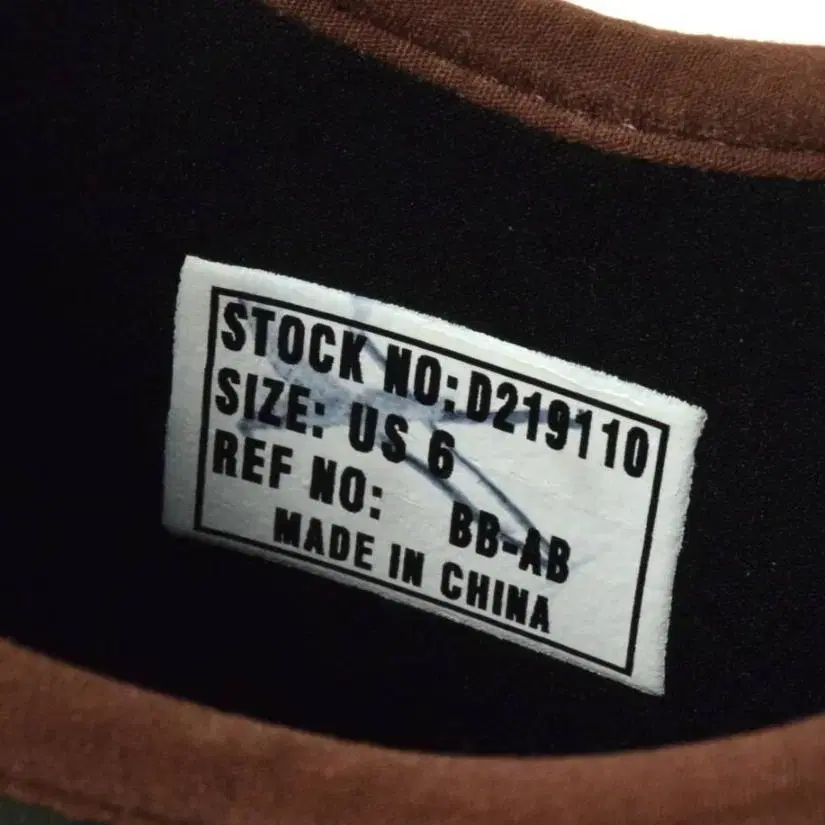 STOCK NO: D219110
SIZE: US 6
REF NO: BB-AB
MADE IN CHINA